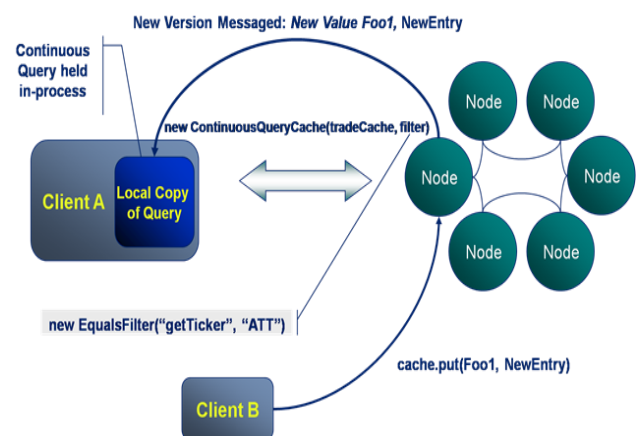 New Version Messaged: New Value Foo1, NewEntry
Continuous
Query held
in-process
new ContinuousQueryCache(tradeCache, filter)
Node
Node
Node
Node
Node
Node
Client A
Local Copy
of Query
new EqualsFilter(“getTicker”, “ATT”)
cache.put(Foo1, NewEntry)
Client B